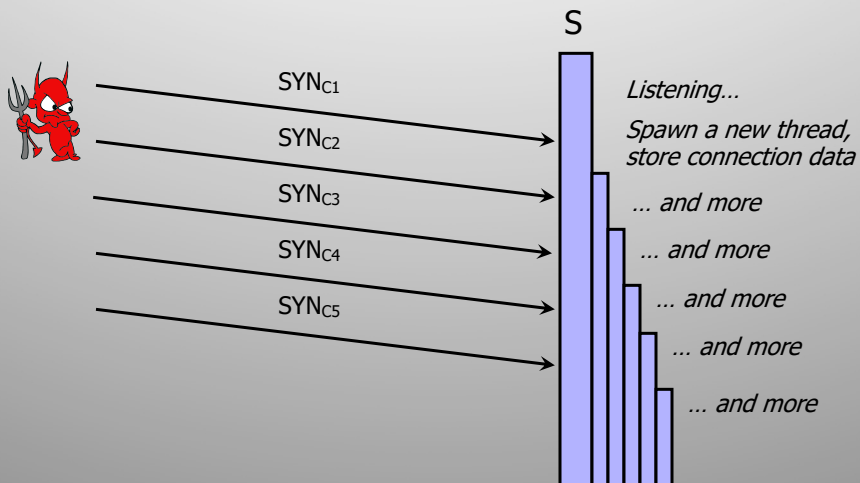 S
SYNC1
Listening...
SYNC2
Spawn a new thread,
store connection data
SYNC3
... and more
SYNC4
... and more
SYNC5
... and more
... and more
... and more